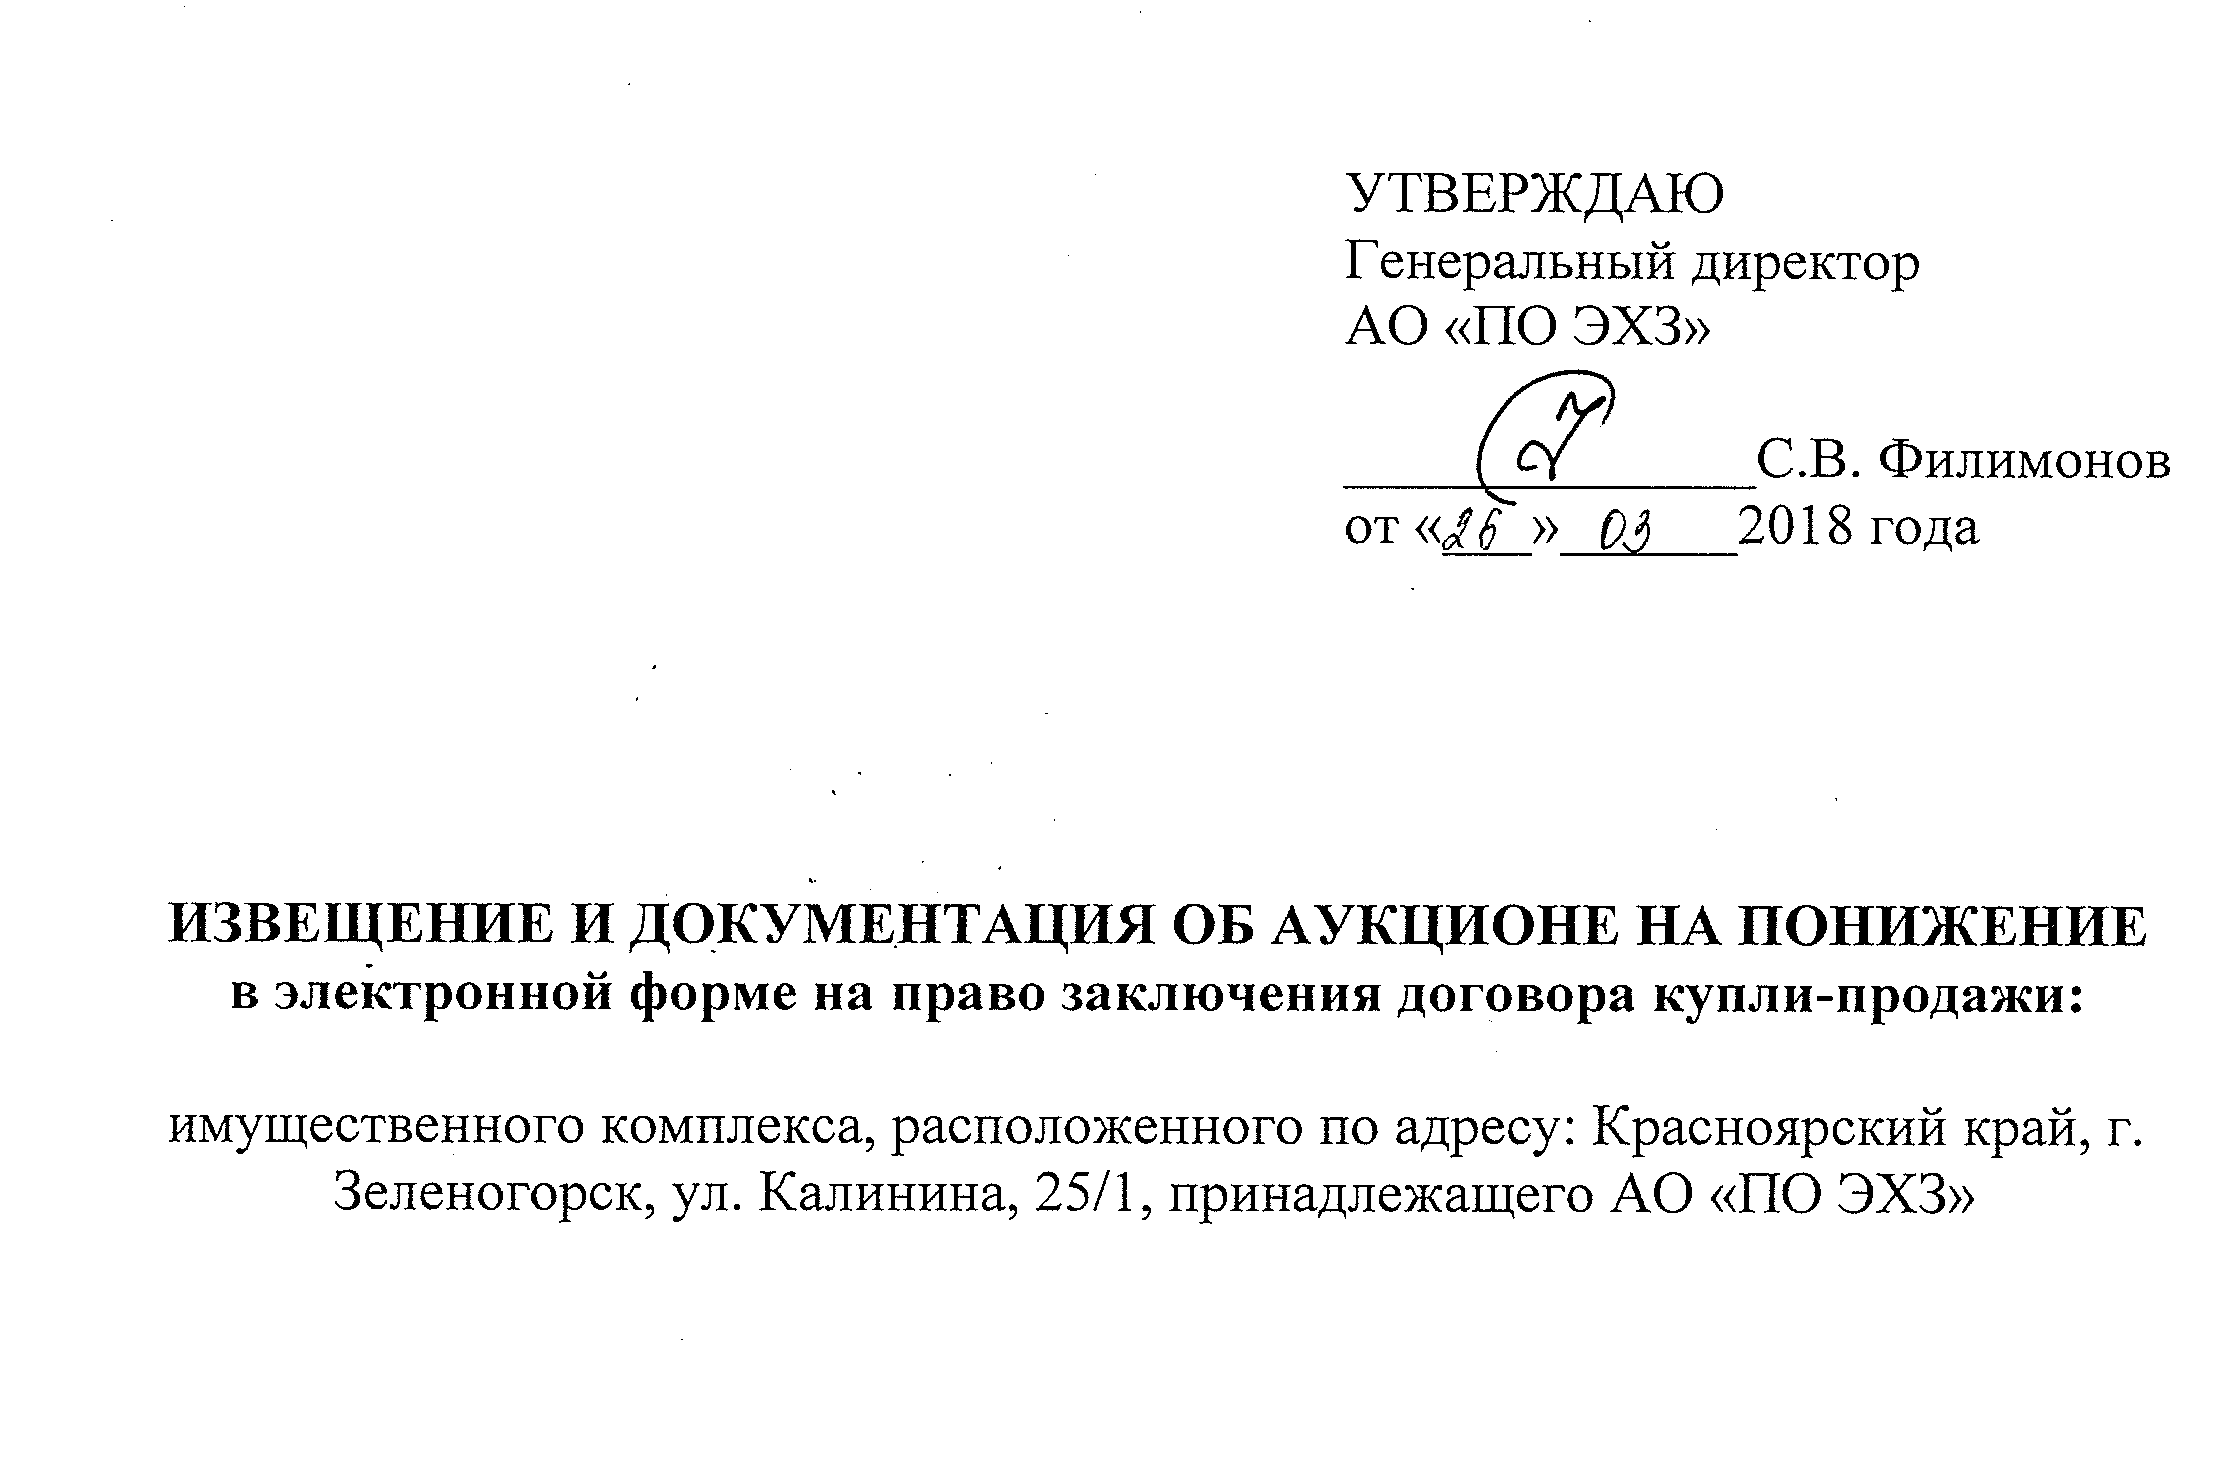 УТВЕРЖДАЮ
Генеральный директор
АО «ПО ЭХЗ»
С.В. Филимонов
от «26» 03 2018 года
ИЗВЕЩЕНИЕ И ДОКУМЕНТАЦИЯ ОБ АУКЦИОНЕ НА ПОНИЖЕНИЕ
в электронной форме на право заключения договора купли-продажи:
имущественного комплекса, расположенного по адресу: Красноярский край, г.
Зеленогорск, ул. Калинина, 25/1, принадлежащего АО «ПО ЭХЗ»